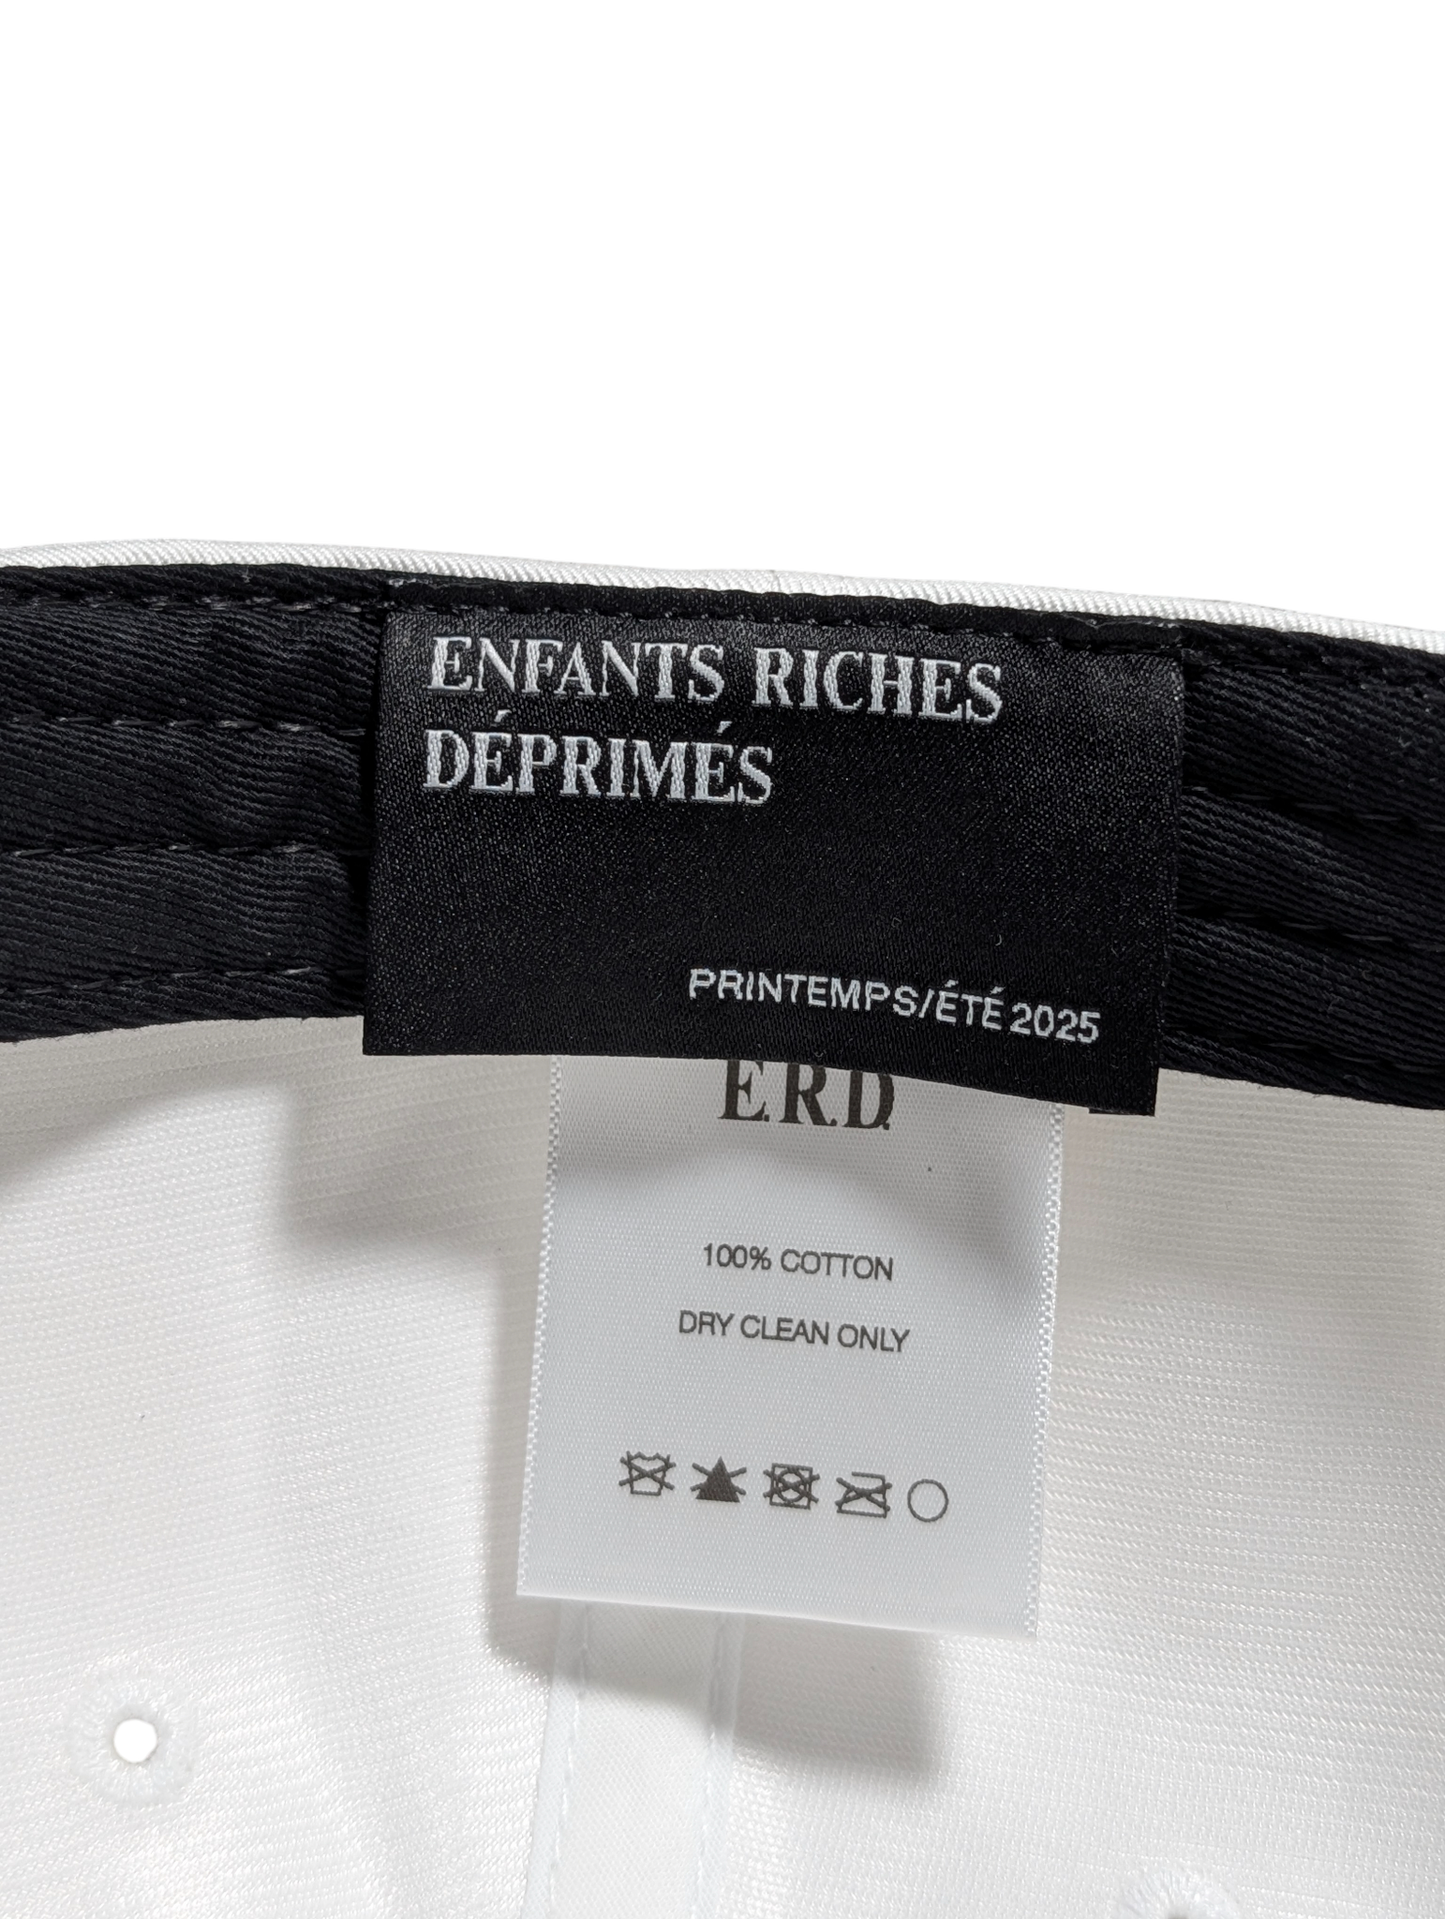 ENFANTS RICHES
DÉPRIMÉS
PRINTEMPS/ÉTÉ 2025
E.R.D.
100% COTTON
DRY CLEAN ONLY